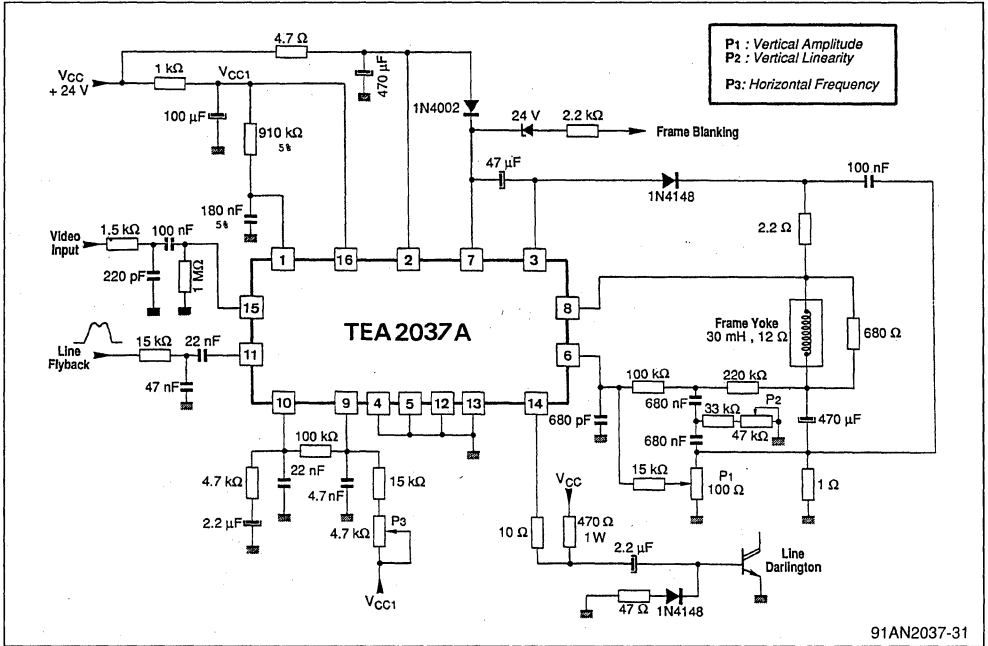 4.7 Ω
P1 : Vertical Amplitude
P2 : Vertical Linearity
P3: Horizontal Frequency
VCC
+ 24 V
1 kΩ
VCC1
470 µF
100 µF
1N4002
24 V
2.2 kΩ
Frame Blanking
910 kΩ
5%
47 µF
1N4148
100 nF
180 nF
5%
2.2 Ω
Video
Input
1.5 kΩ
100 nF
220 pF
1 MΩ
1
16
2
7
3
15
8
TEA2037A
Frame Yoke
30 mH , 12 Ω
680 Ω
Line
Flyback
15 kΩ
22 nF
11
6
47 nF
100 kΩ
220 kΩ
10
9
4
5
12
13
14
680 pF
680 nF
33 kΩ
P2
47 kΩ
470 µF
100 kΩ
680 nF
4.7 kΩ
22 nF
4.7 nF
15 kΩ
15 kΩ
P1
100 Ω
1 Ω
VCC
2.2 µF
4.7 kΩ
P3
10 Ω
470 Ω
1W
2.2 µF
Line
Darlington
VCC1
47 Ω
1N4148
91AN2037-31